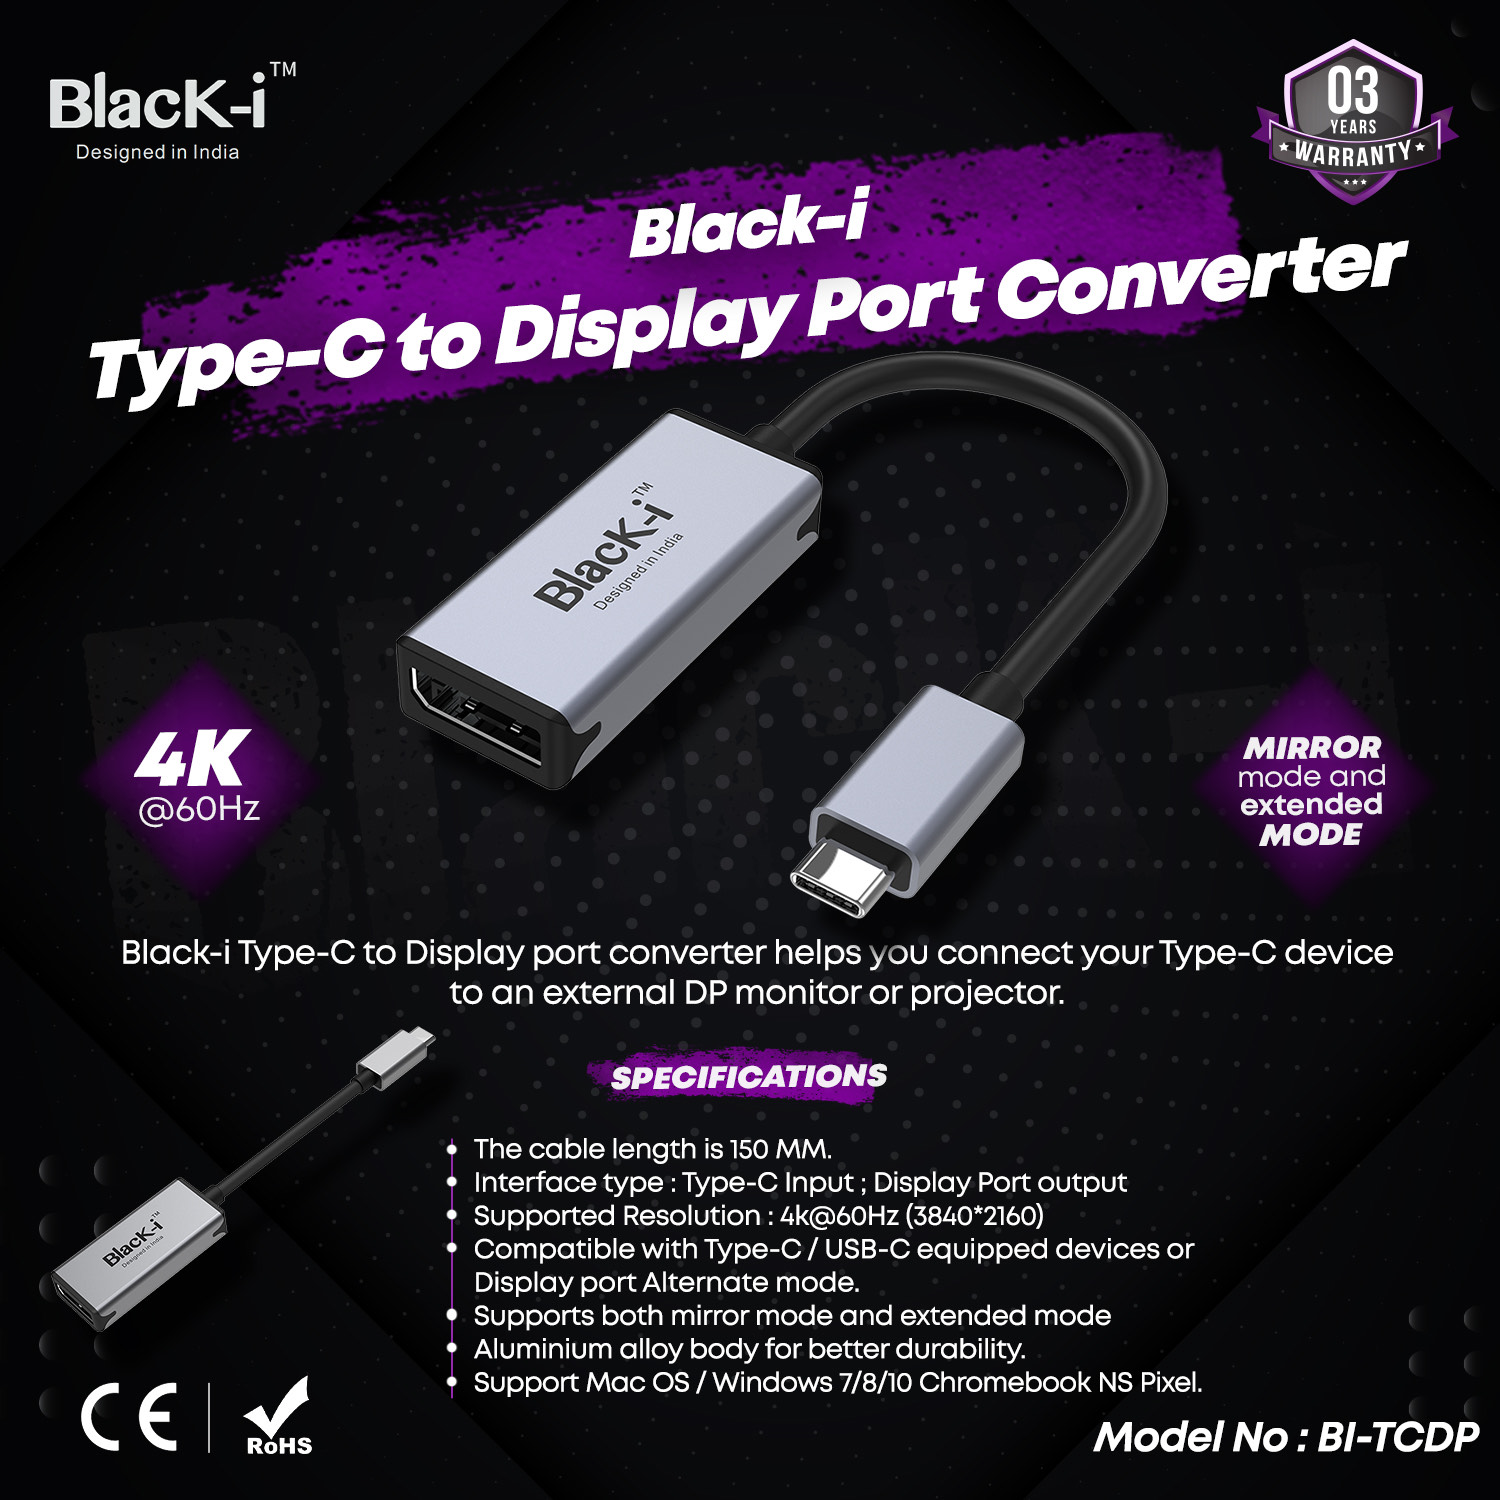 BlacK-i™
Designed in India
03
YEARS
WARRANTY
Black-i
Type-C to Display Port Converter
BlacK-i™
Designed in India
4K
@60Hz
MIRROR
mode and
extended
MODE
Black-i Type-C to Display port converter helps you connect your Type-C device
to an external DP monitor or projector.
SPECIFICATIONS
The cable length is 150 MM.
Interface type : Type-C Input ; Display Port output
Supported Resolution : 4k@60Hz (3840*2160)
Compatible with Type-C / USB-C equipped devices or
Display port Alternate mode.
Supports both mirror mode and extended mode
Aluminium alloy body for better durability.
Support Mac OS / Windows 7/8/10 Chromebook NS Pixel.
BlacK-i™
Designed in India
CE
RoHS
Model No : BI-TCDP